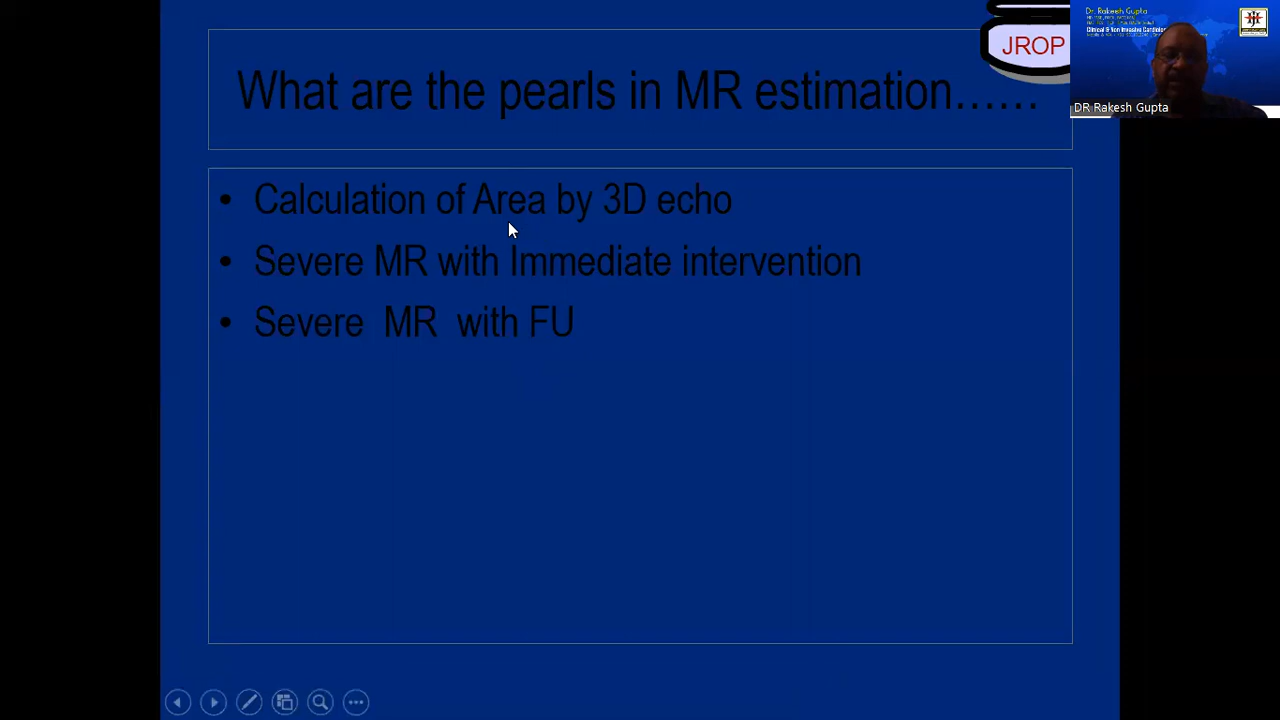 JROP
What are the pearls in MR estimation……
• Calculation of Area by 3D echo
• Severe MR with Immediate intervention
• Severe MR with FU
Dr. Rakesh Gupta
DR Rakesh Gupta